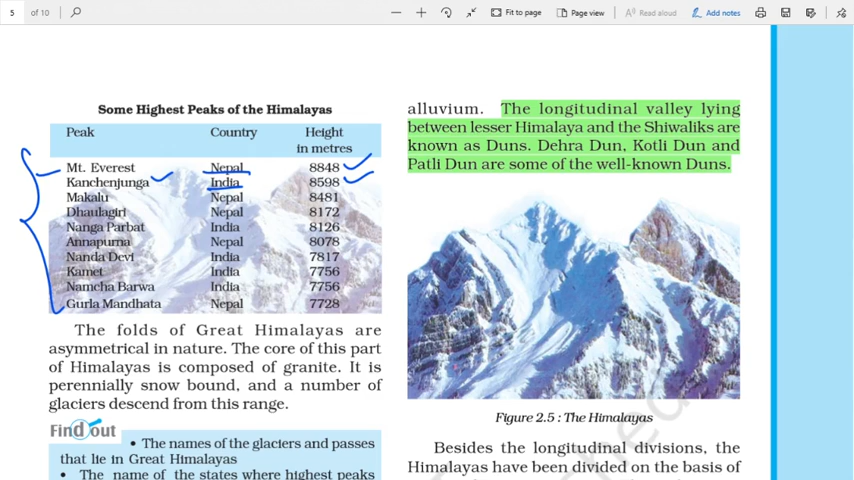 5 of 10
Fit to page
Page view
Read aloud
Add notes
Some Highest Peaks of the Himalayas
Peak Country Height
in metres
Mt. Everest Nepal 8848
Kanchenjunga India 8598
Makalu Nepal 8481
Dhaulagiri Nepal 8172
Nanga Parbat India 8126
Annapurna Nepal 8078
Nanda Devi India 7817
Kamet India 7756
Namcha Barwa India 7756
Gurla Mandhata Nepal 7728
The folds of Great Himalayas are
asymmetrical in nature. The core of this part
of Himalayas is composed of granite. It is
perennially snow bound, and a number of
glaciers descend from this range.
Find out
• The names of the glaciers and passes
that lie in Great Himalayas
• The name of the states where highest peaks
alluvium. The longitudinal valley lying
between lesser Himalaya and the Shiwaliks are
known as Duns. Dehra Dun, Kotli Dun and
Patli Dun are some of the well-known Duns.
Figure 2.5 : The Himalayas
Besides the longitudinal divisions, the
Himalayas have been divided on the basis of